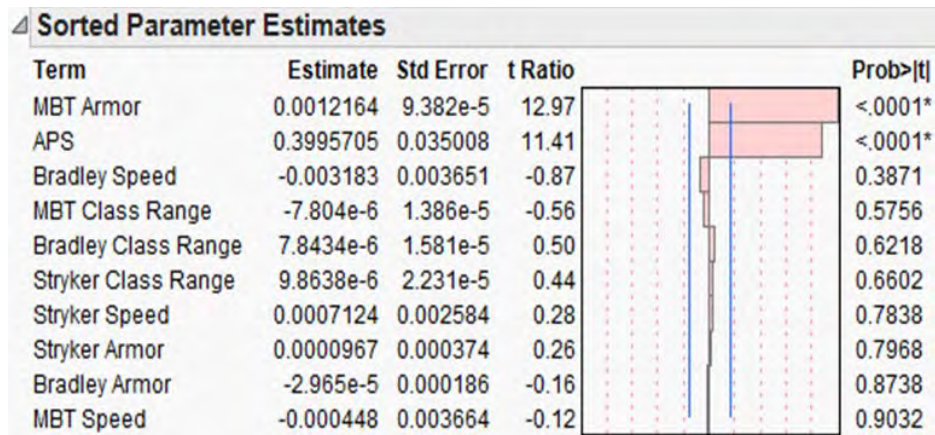 Sorted Parameter Estimates
Term Estimate Std Error t Ratio Prob>|t|
MBT Armor 0.0012164 9.382e-5 12.97 <.0001*
APS 0.3995705 0.035008 11.41 <.0001*
Bradley Speed -0.003183 0.003651 -0.87 0.3871
MBT Class Range -7.804e-6 1.386e-5 -0.56 0.5756
Bradley Class Range 7.8434e-6 1.581e-5 0.50 0.6218
Stryker Class Range 9.8638e-6 2.231e-5 0.44 0.6602
Stryker Speed 0.0007124 0.002584 0.28 0.7838
Stryker Armor 0.0000967 0.000374 0.26 0.7968
Bradley Armor -2.965e-5 0.000186 -0.16 0.8738
MBT Speed -0.000448 0.003664 -0.12 0.9032